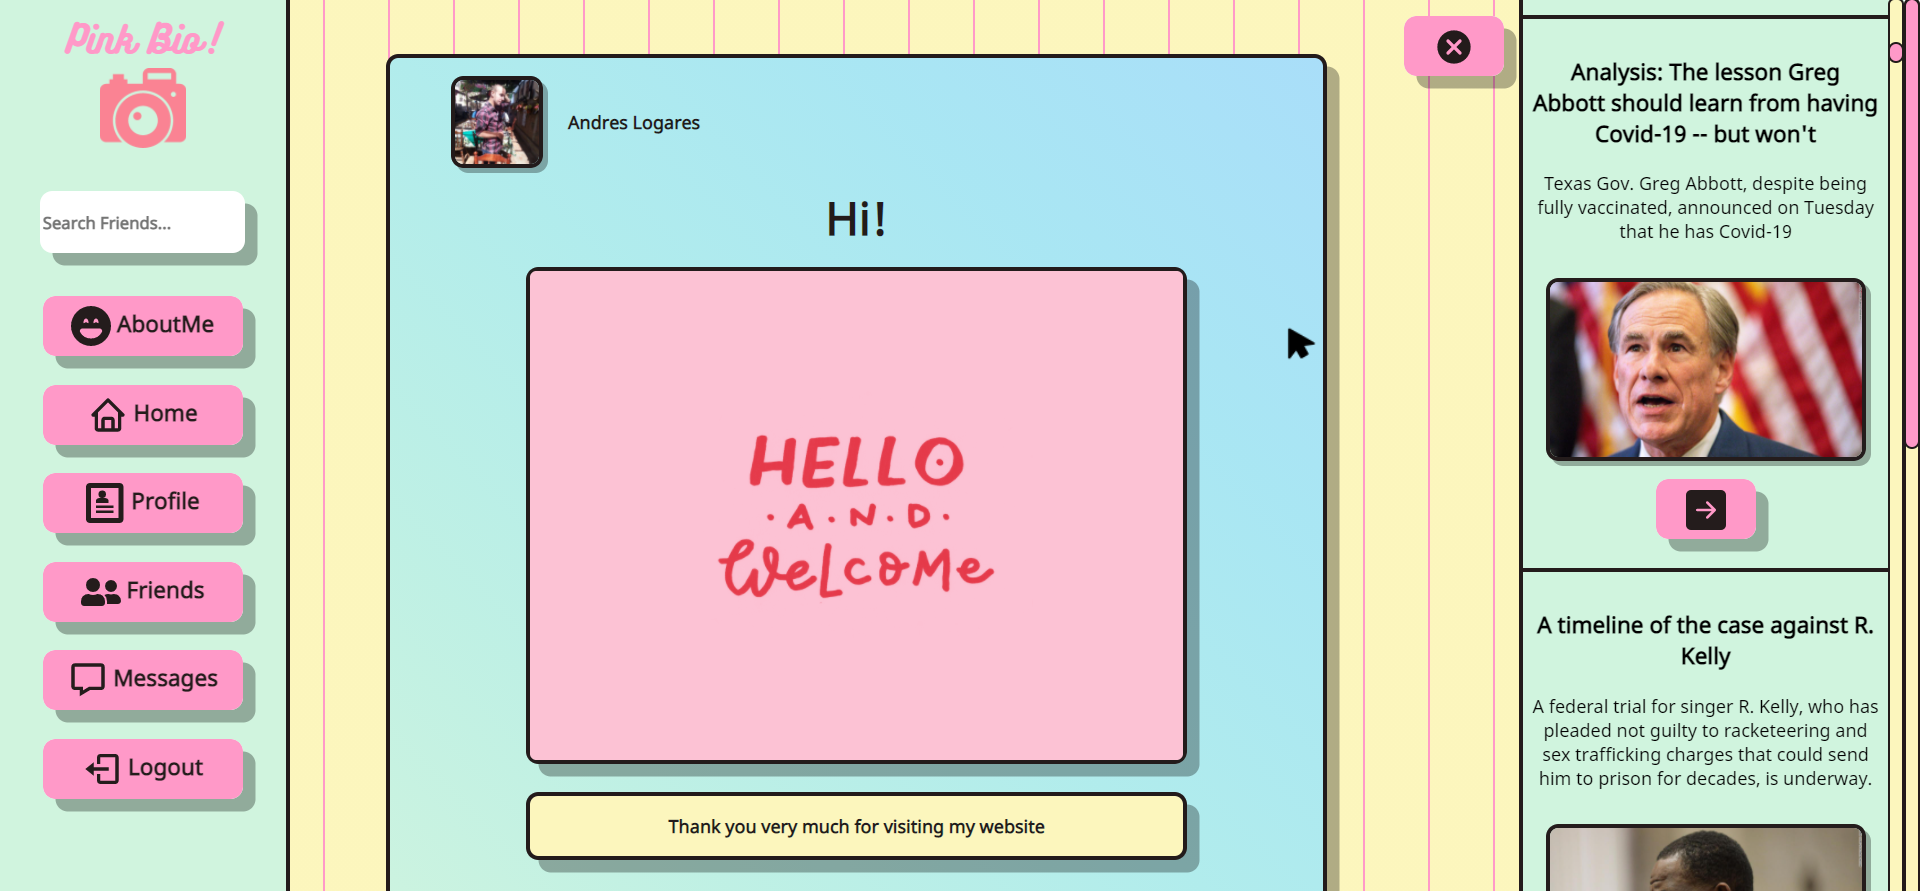 Pink Bio!
Search Friends...
AboutMe
Home
Profile
Friends
Messages
Logout
Andres Logares
Hi!
HELLO
·A·N·D·
WeLcoMe
Thank you very much for visiting my website
Analysis: The lesson Greg
Abbott should learn from having
Covid-19 -- but won't
Texas Gov. Greg Abbott, despite being
fully vaccinated, announced on Tuesday
that he has Covid-19
A timeline of the case against R.
Kelly
A federal trial for singer R. Kelly, who has
pleaded not guilty to racketeering and
sex trafficking charges that could send
him to prison for decades, is underway.